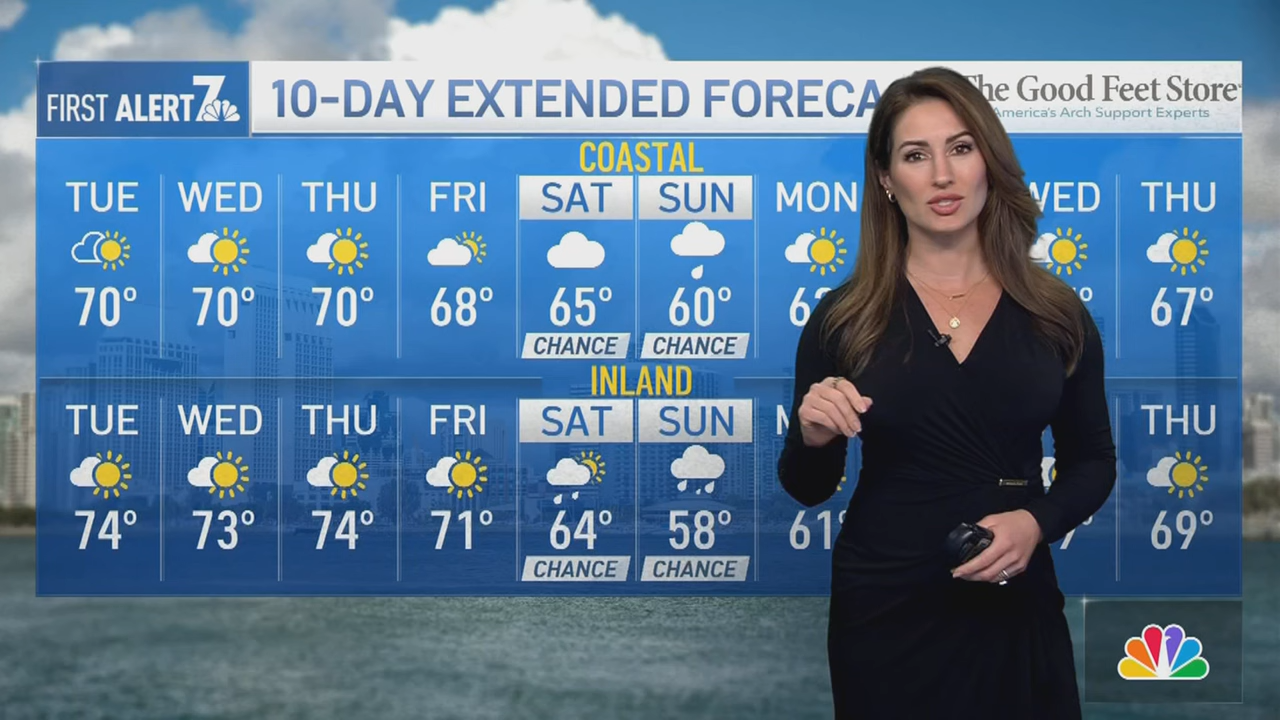 FIRST ALERT 7
10-DAY EXTENDED
The Good Feet Store
America's Arch Support Experts
COASTAL
TUE WED THU FRI SAT SUN MON WED THU
70° 70° 70° 68° 65° 60° 67°
CHANCE CHANCE
INLAND
TUE WED THU FRI SAT SUN THU
74° 73° 74° 71° 64° 58° 61° 69°
CHANCE CHANCE